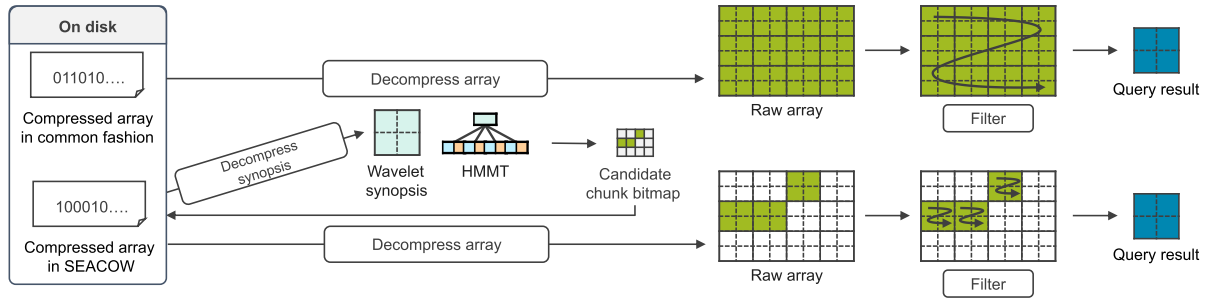 On disk
011010....
Compressed array
in common fashion
100010....
Compressed array
in SEACOW
Decompress array
Decompress
synopsis
Wavelet
synopsis
HMMT
Candidate
chunk bitmap
Decompress array
Raw array
Filter
Query result
Raw array
Filter
Query result